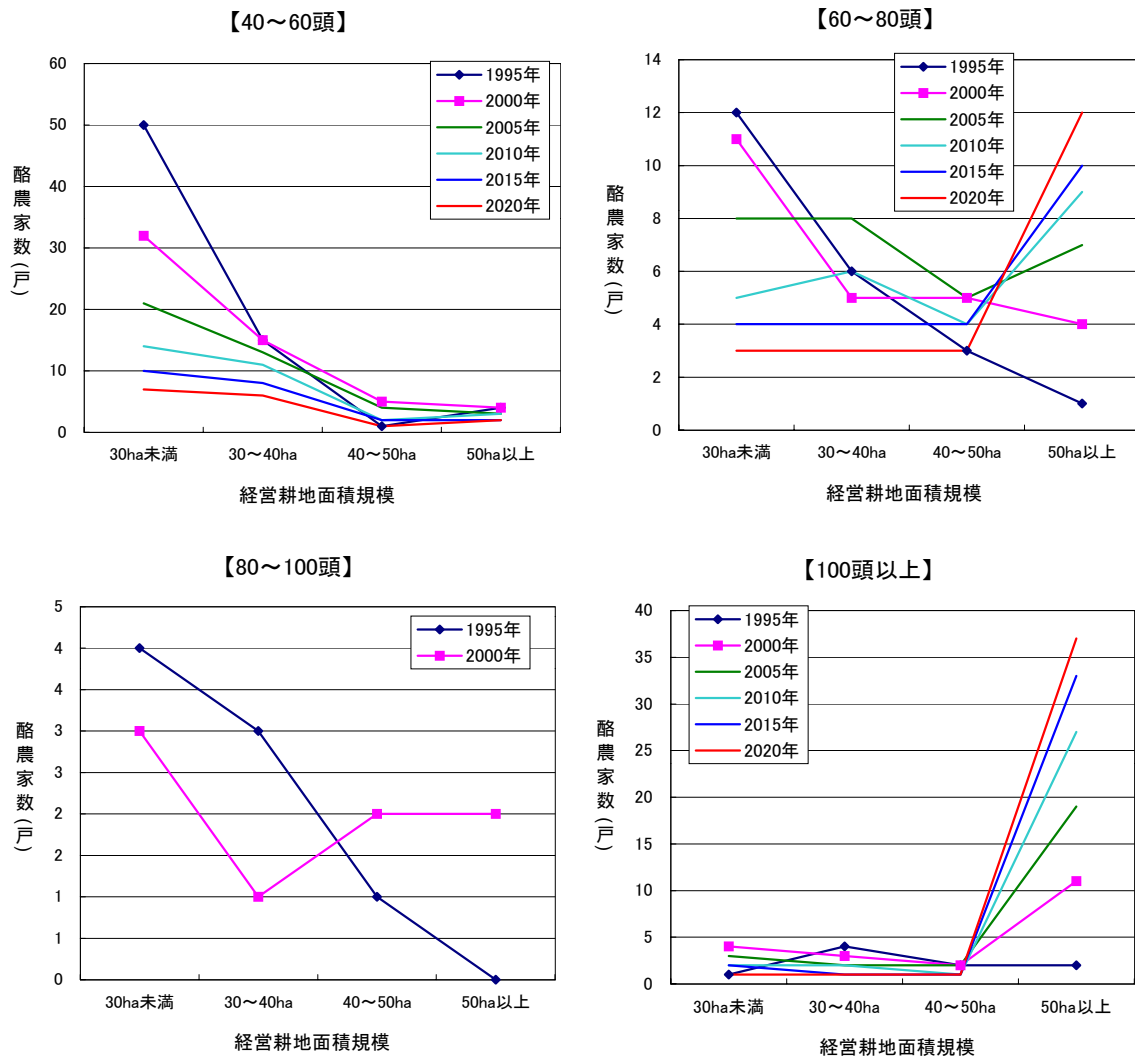 【40～60頭】
60
50
40
30
20
10
0
酪農家数(戸)
1995年
2000年
2005年
2010年
2015年
2020年
30ha未満
30～40ha
40～50ha
50ha以上
経営耕地面積規模
【60～80頭】
14
12
10
8
6
4
2
0
酪農家数(戸)
1995年
2000年
2005年
2010年
2015年
2020年
30ha未満
30～40ha
40～50ha
50ha以上
経営耕地面積規模
【80～100頭】
5
4
4
3
3
2
2
1
1
0
酪農家数(戸)
1995年
2000年
30ha未満
30～40ha
40～50ha
50ha以上
経営耕地面積規模
【100頭以上】
40
35
30
25
20
15
10
5
0
酪農家数(戸)
1995年
2000年
2005年
2010年
2015年
2020年
30ha未満
30～40ha
40～50ha
50ha以上
経営耕地面積規模